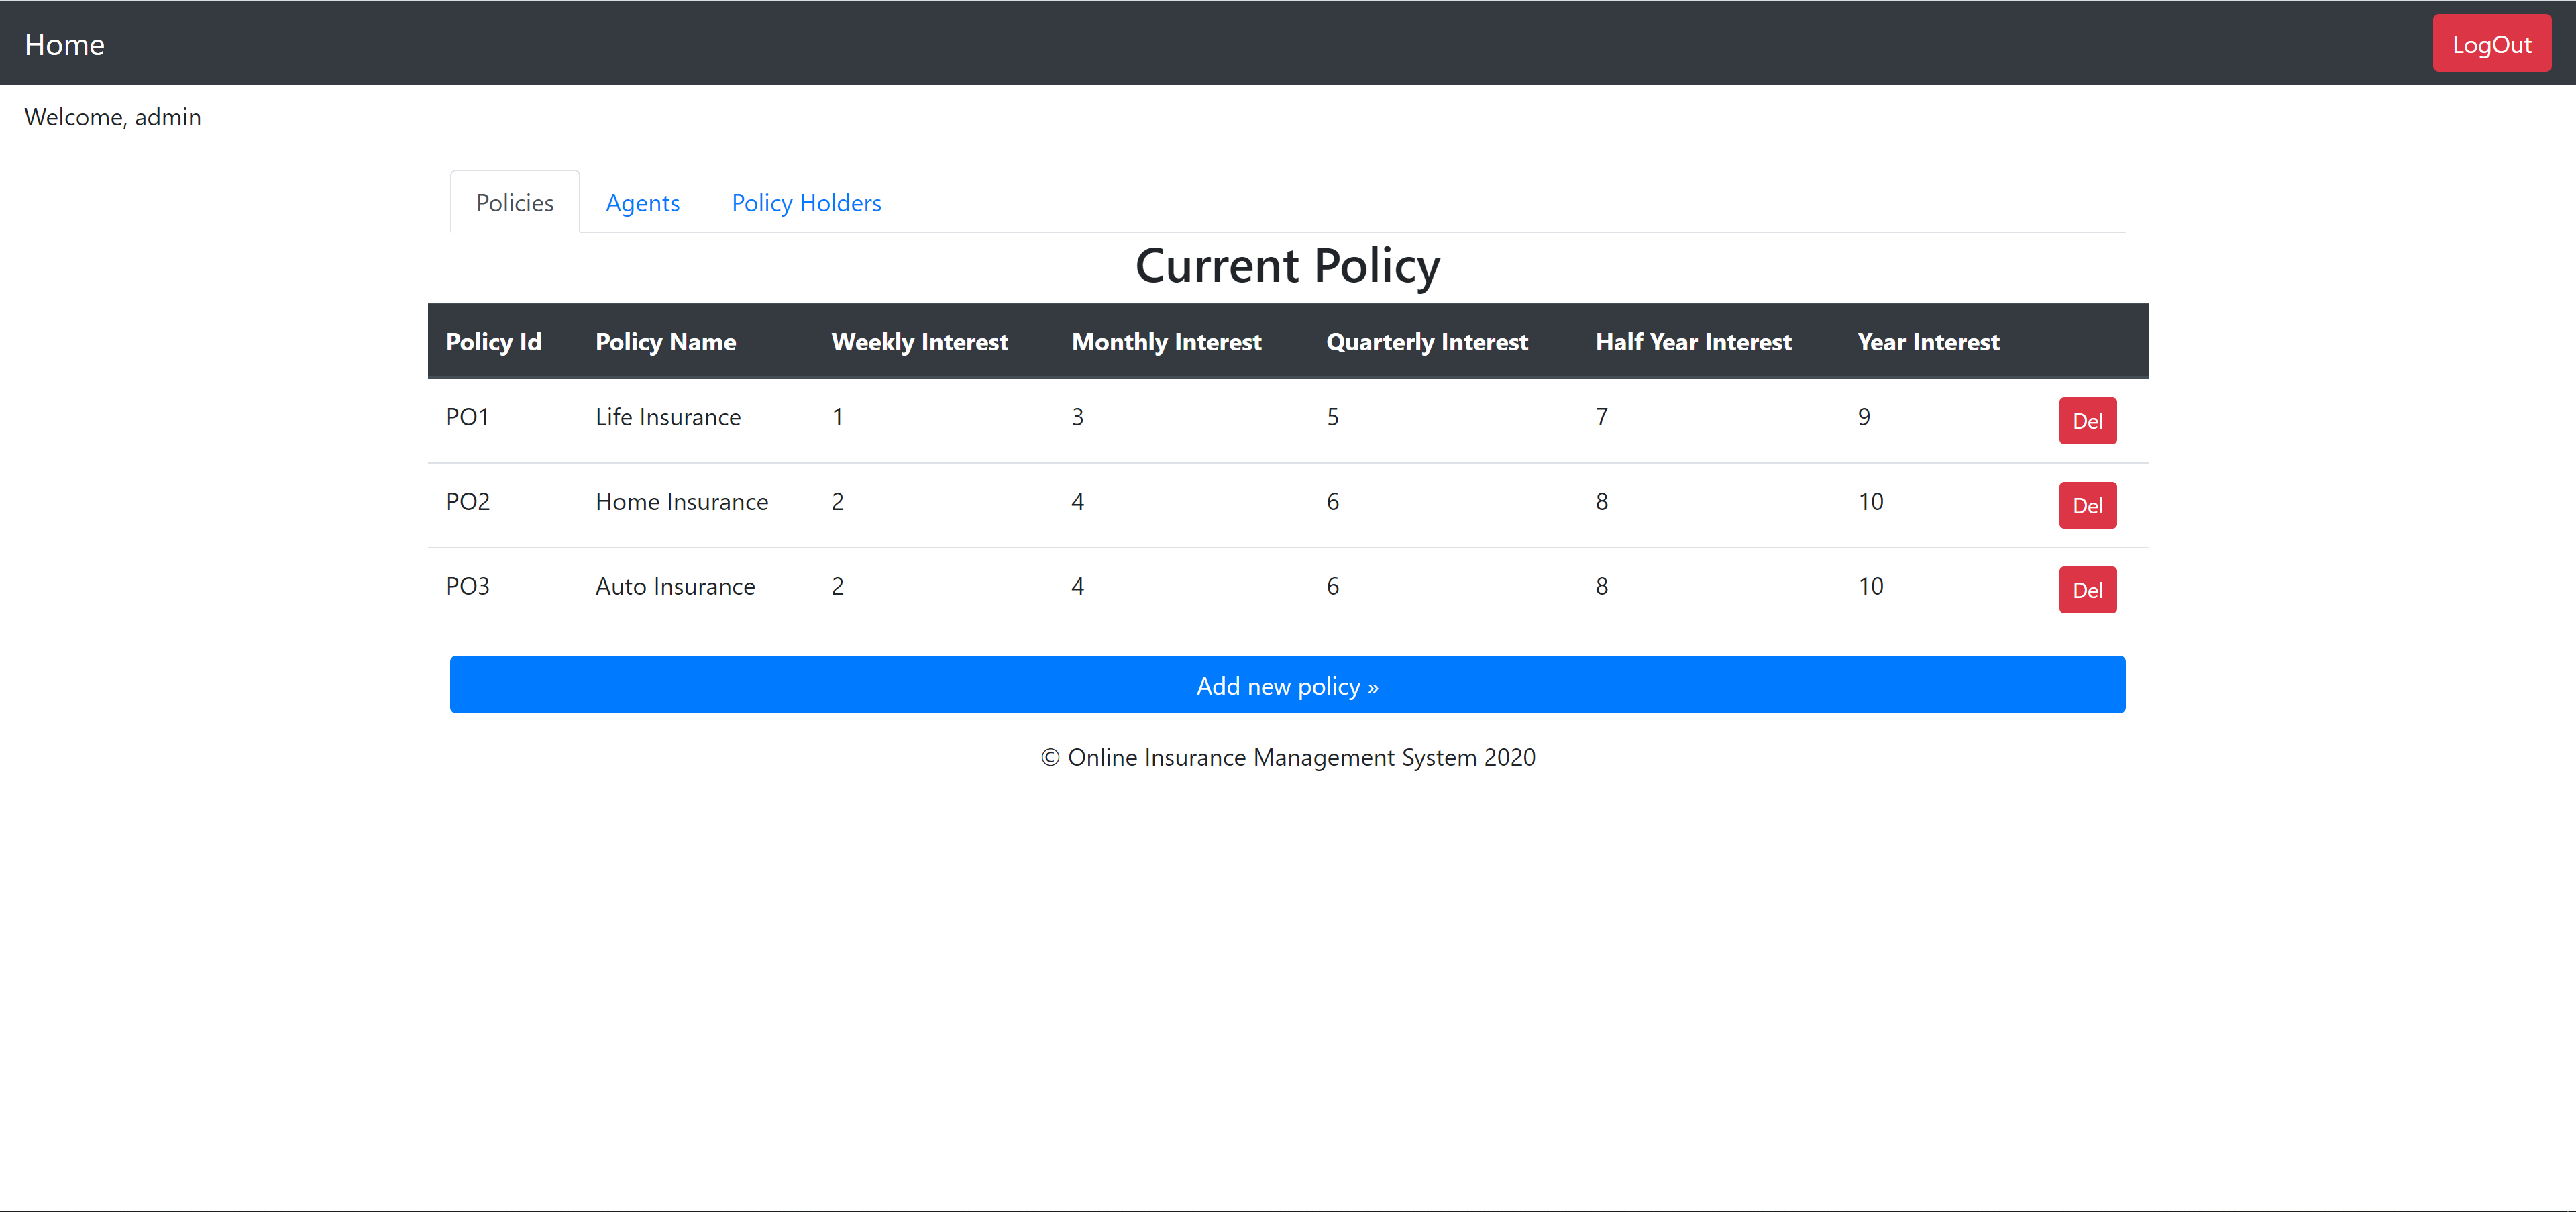 Home LogOut
Welcome, admin
Policies Agents Policy Holders
Current Policy
Policy Id Policy Name Weekly Interest Monthly Interest Quarterly Interest Half Year Interest Year Interest
PO1 Life Insurance 1 3 5 7 9 Del
PO2 Home Insurance 2 4 6 8 10 Del
PO3 Auto Insurance 2 4 6 8 10 Del
Add new policy »
© Online Insurance Management System 2020